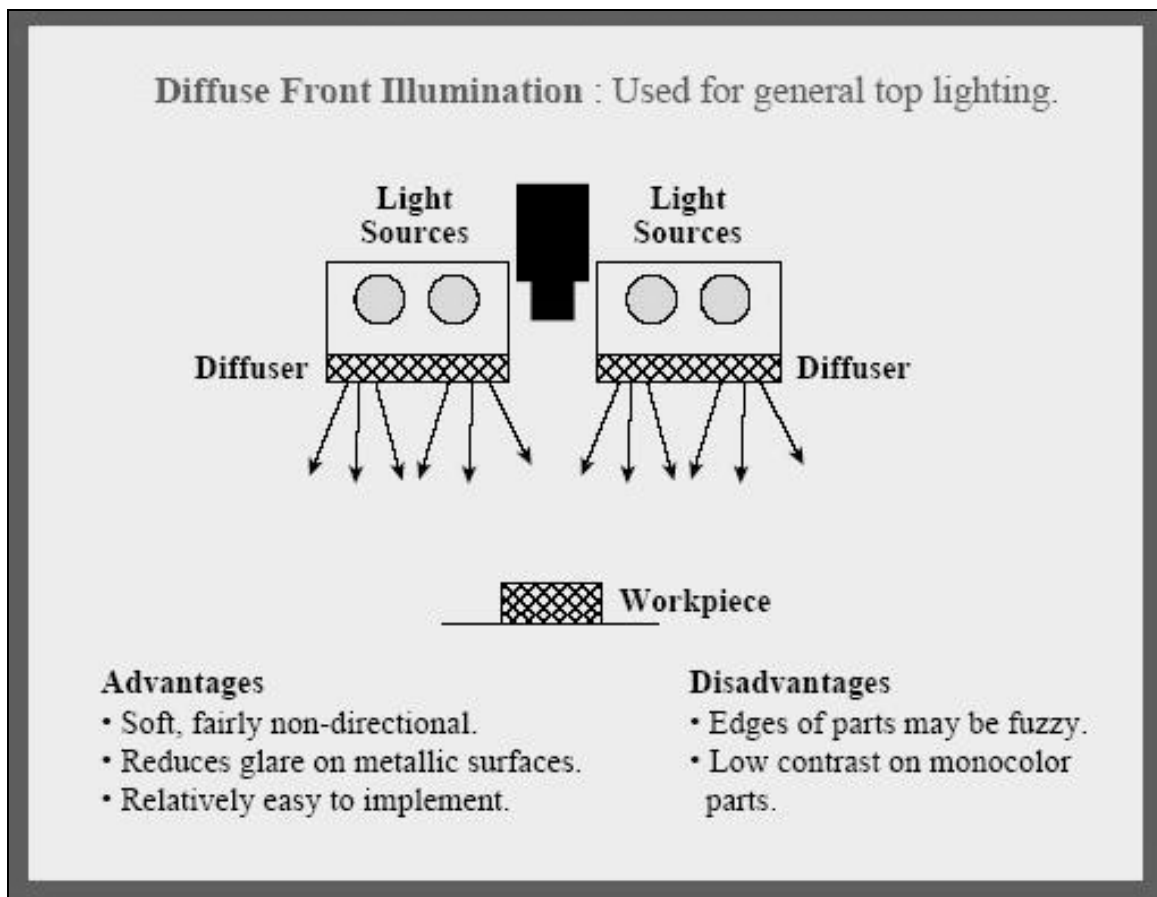 Diffuse Front Illumination : Used for general top lighting.
Light
Sources
Light
Sources
Diffuser
Diffuser
Workpiece
Advantages
• Soft, fairly non-directional.
• Reduces glare on metallic surfaces.
• Relatively easy to implement.
Disadvantages
• Edges of parts may be fuzzy.
• Low contrast on monocolor
parts.